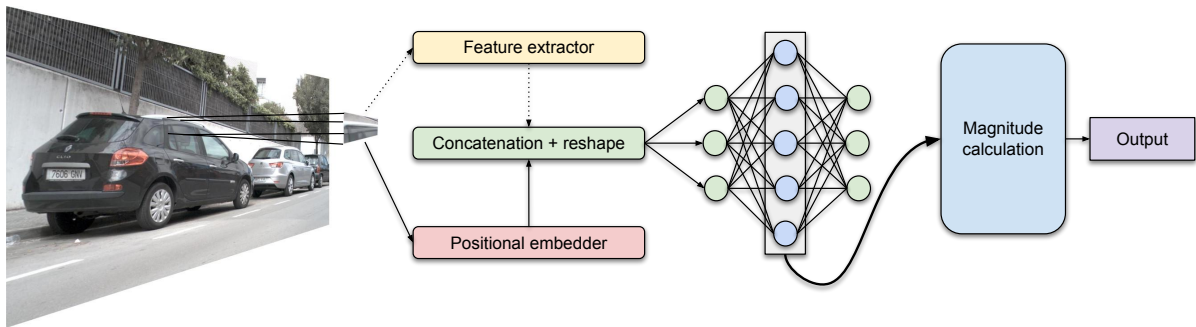 Feature extractor
Concatenation + reshape
Positional embedder
Magnitude
calculation
Output
7606 GNV